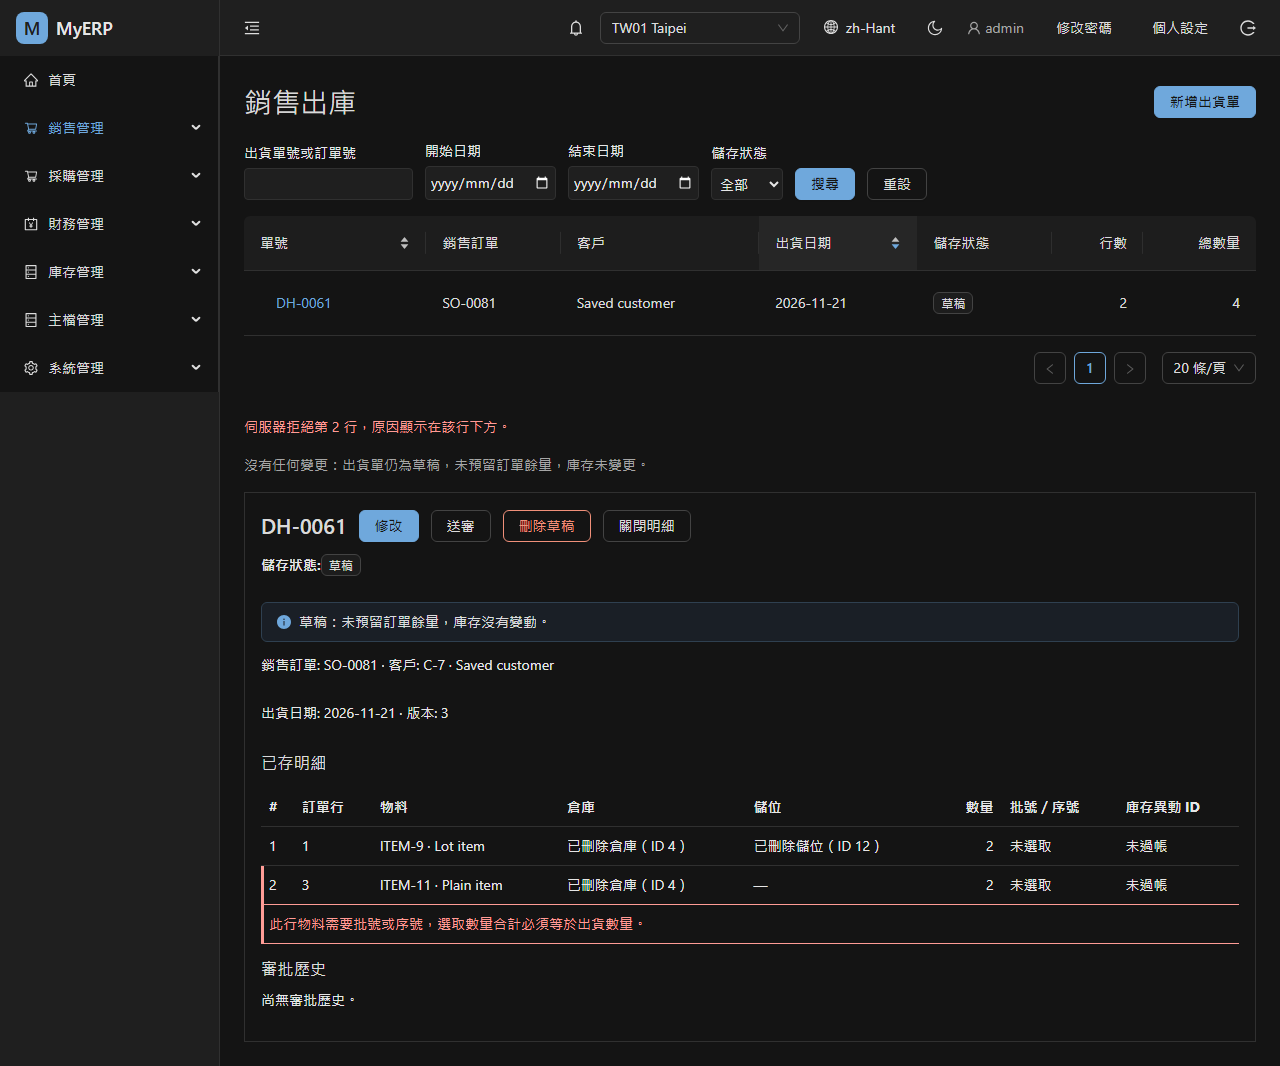 M MyERP
TW01 Taipei
zh-Hant
admin
修改密碼
個人設定
首頁
銷售管理
採購管理
財務管理
庫存管理
主檔管理
系統管理
銷售出庫
新增出貨單
出貨單號或訂單號
開始日期
結束日期
儲存狀態
yyyy/mm/dd
yyyy/mm/dd
全部
搜尋
重設
單號 銷售訂單 客戶 出貨日期 儲存狀態 行數 總數量
DH-0061 SO-0081 Saved customer 2026-11-21 草稿 2 4
1
20 條/頁
伺服器拒絕第 2 行，原因顯示在該行下方。
沒有任何變更：出貨單仍為草稿，未預留訂單餘量，庫存未變更。
DH-0061 修改 送審 刪除草稿 關閉明細
儲存狀態: 草稿
草稿：未預留訂單餘量，庫存沒有變動。
銷售訂單: SO-0081 · 客戶: C-7 · Saved customer
出貨日期: 2026-11-21 · 版本: 3
已存明細
# 訂單行 物料 倉庫 儲位 數量 批號 / 序號 庫存異動 ID
1 1 ITEM-9 · Lot item 已刪除倉庫（ID 4） 已刪除儲位（ID 12） 2 未選取 未過帳
2 3 ITEM-11 · Plain item 已刪除倉庫（ID 4） — 2 未選取 未過帳
此行物料需要批號或序號，選取數量合計必須等於出貨數量。
審批歷史
尚無審批歷史。